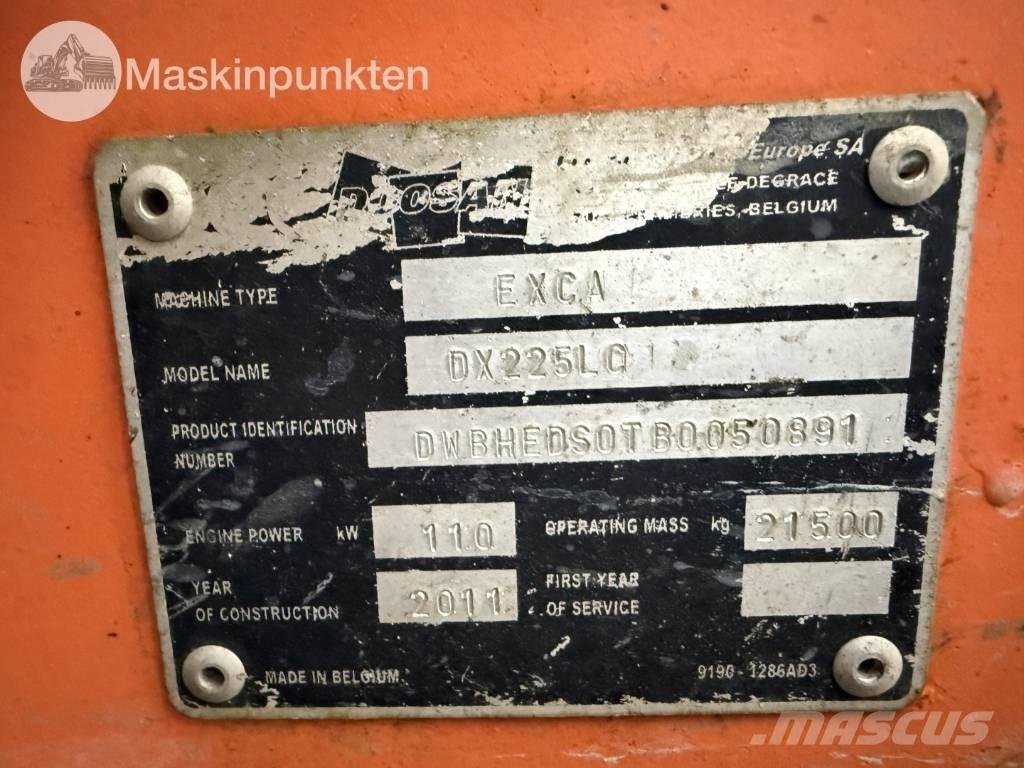 Maskinpunkten
Europe SA
DOOSAN
DEGRACE
BELGIUM
MACHINE TYPE EXCA
MODEL NAME DX225LC
PRODUCT IDENTIFICATION
NUMBER DWBHEDSOTB0050891
ENGINE POWER kW 110 OPERATING MASS kg 21500
YEAR
OF CONSTRUCTION 2011
FIRST YEAR
OF SERVICE
MADE IN BELGIUM 9190-1286AD3
MASCUS